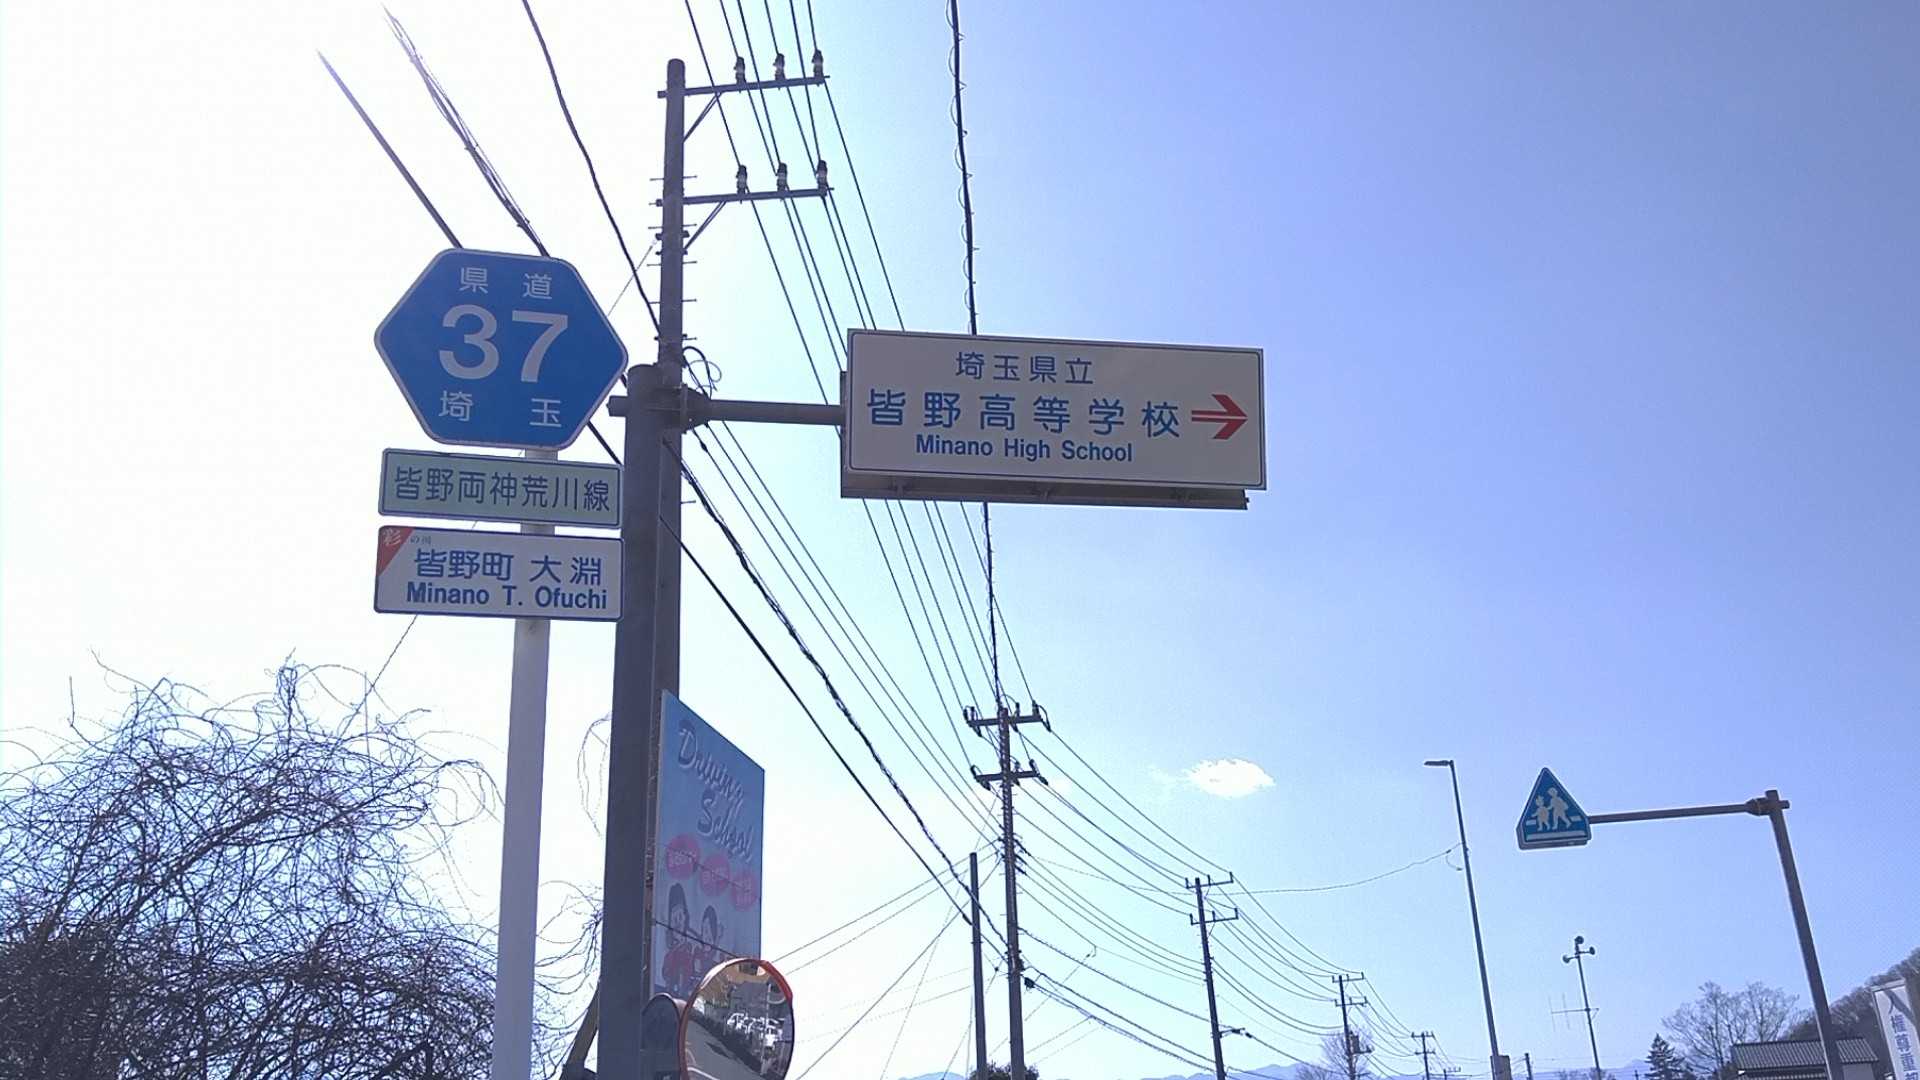 県道
37
埼玉
皆野両神荒川線
彩の国
皆野町 大淵
Minano T. Ofuchi
埼玉県立
皆野高等学校
Minano High School
Driving
School